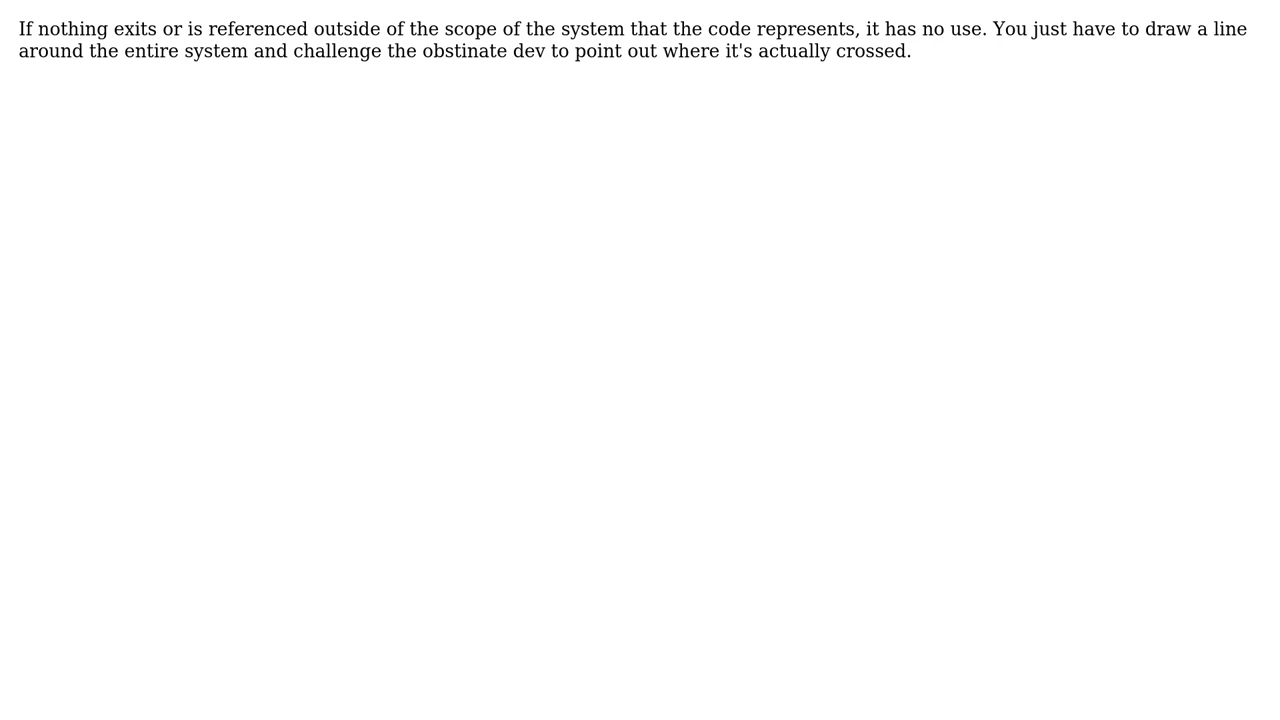 If nothing exits or is referenced outside of the scope of the system that the code represents, it has no use. You just have to draw a line
around the entire system and challenge the obstinate dev to point out where it's actually crossed.